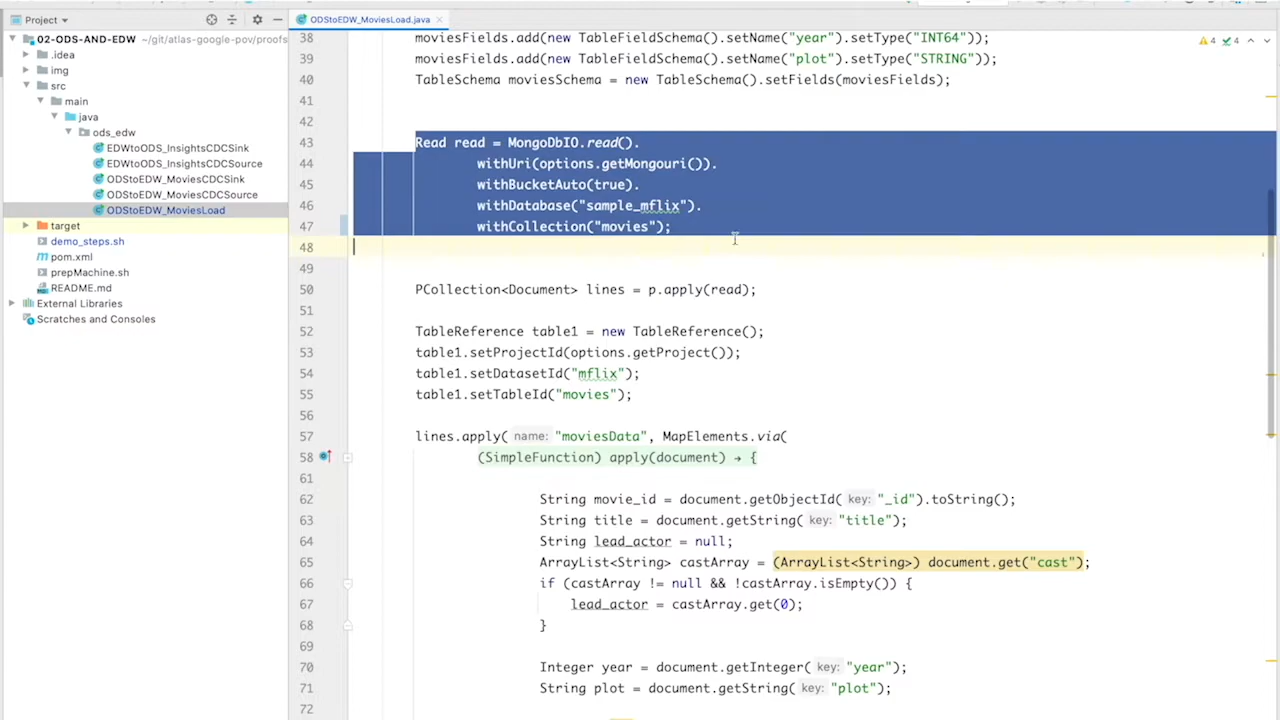 Project
02-ODS-AND-EDW ~/git/atlas-google-pov/proofs
.idea
img
src
main
java
ods_edw
EDWtoODS_InsightsCDCSink
EDWtoODS_InsightsCDCSource
ODStoEDW_MoviesCDCSink
ODStoEDW_MoviesCDCSource
ODStoEDW_MoviesLoad
target
demo_steps.sh
pom.xml
prepMachine.sh
README.md
External Libraries
Scratches and Consoles
ODStoEDW_MoviesLoad.java
4 4
38 moviesFields.add(new TableFieldSchema().setName("year").setType("INT64"));
39 moviesFields.add(new TableFieldSchema().setName("plot").setType("STRING"));
40 TableSchema moviesSchema = new TableSchema().setFields(moviesFields);
41
42
43 Read read = MongoDbIO.read().
44 withUri(options.getMongouri()).
45 withBucketAuto(true).
46 withDatabase("sample_mflix").
47 withCollection("movies");
48
49
50 PCollection<Document> lines = p.apply(read);
51
52 TableReference table1 = new TableReference();
53 table1.setProjectId(options.getProject());
54 table1.setDatasetId("mflix");
55 table1.setTableId("movies");
56
57 lines.apply( name: "moviesData", MapElements.via(
58 (SimpleFunction) apply(document) → {
61
62 String movie_id = document.getObjectId( key: "_id").toString();
63 String title = document.getString( key: "title");
64 String lead_actor = null;
65 ArrayList<String> castArray = (ArrayList<String>) document.get("cast");
66 if (castArray != null && !castArray.isEmpty()) {
67 lead_actor = castArray.get(0);
68 }
69
70 Integer year = document.getInteger( key: "year");
71 String plot = document.getString( key: "plot");
72